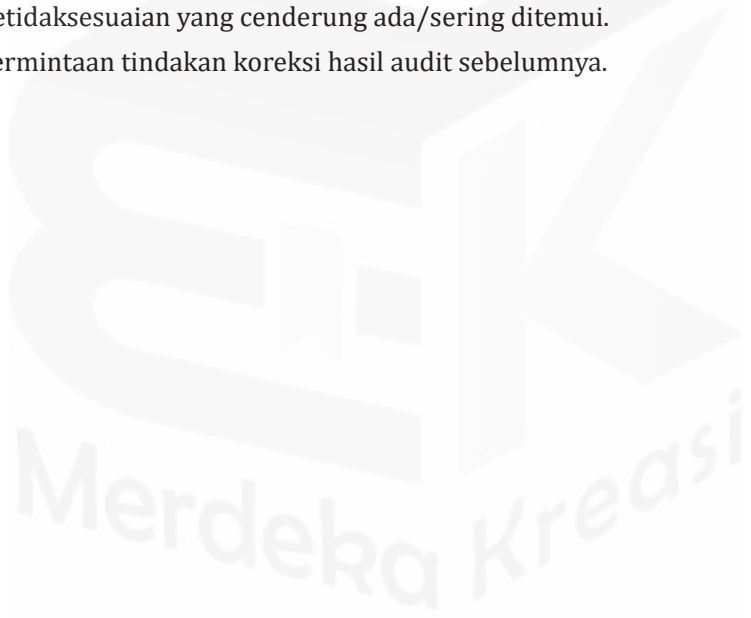 etidaksesuaian yang cenderung ada/sering ditemui.
ermintaan tindakan koreksi hasil audit sebelumnya.
Merdeka Kreasi